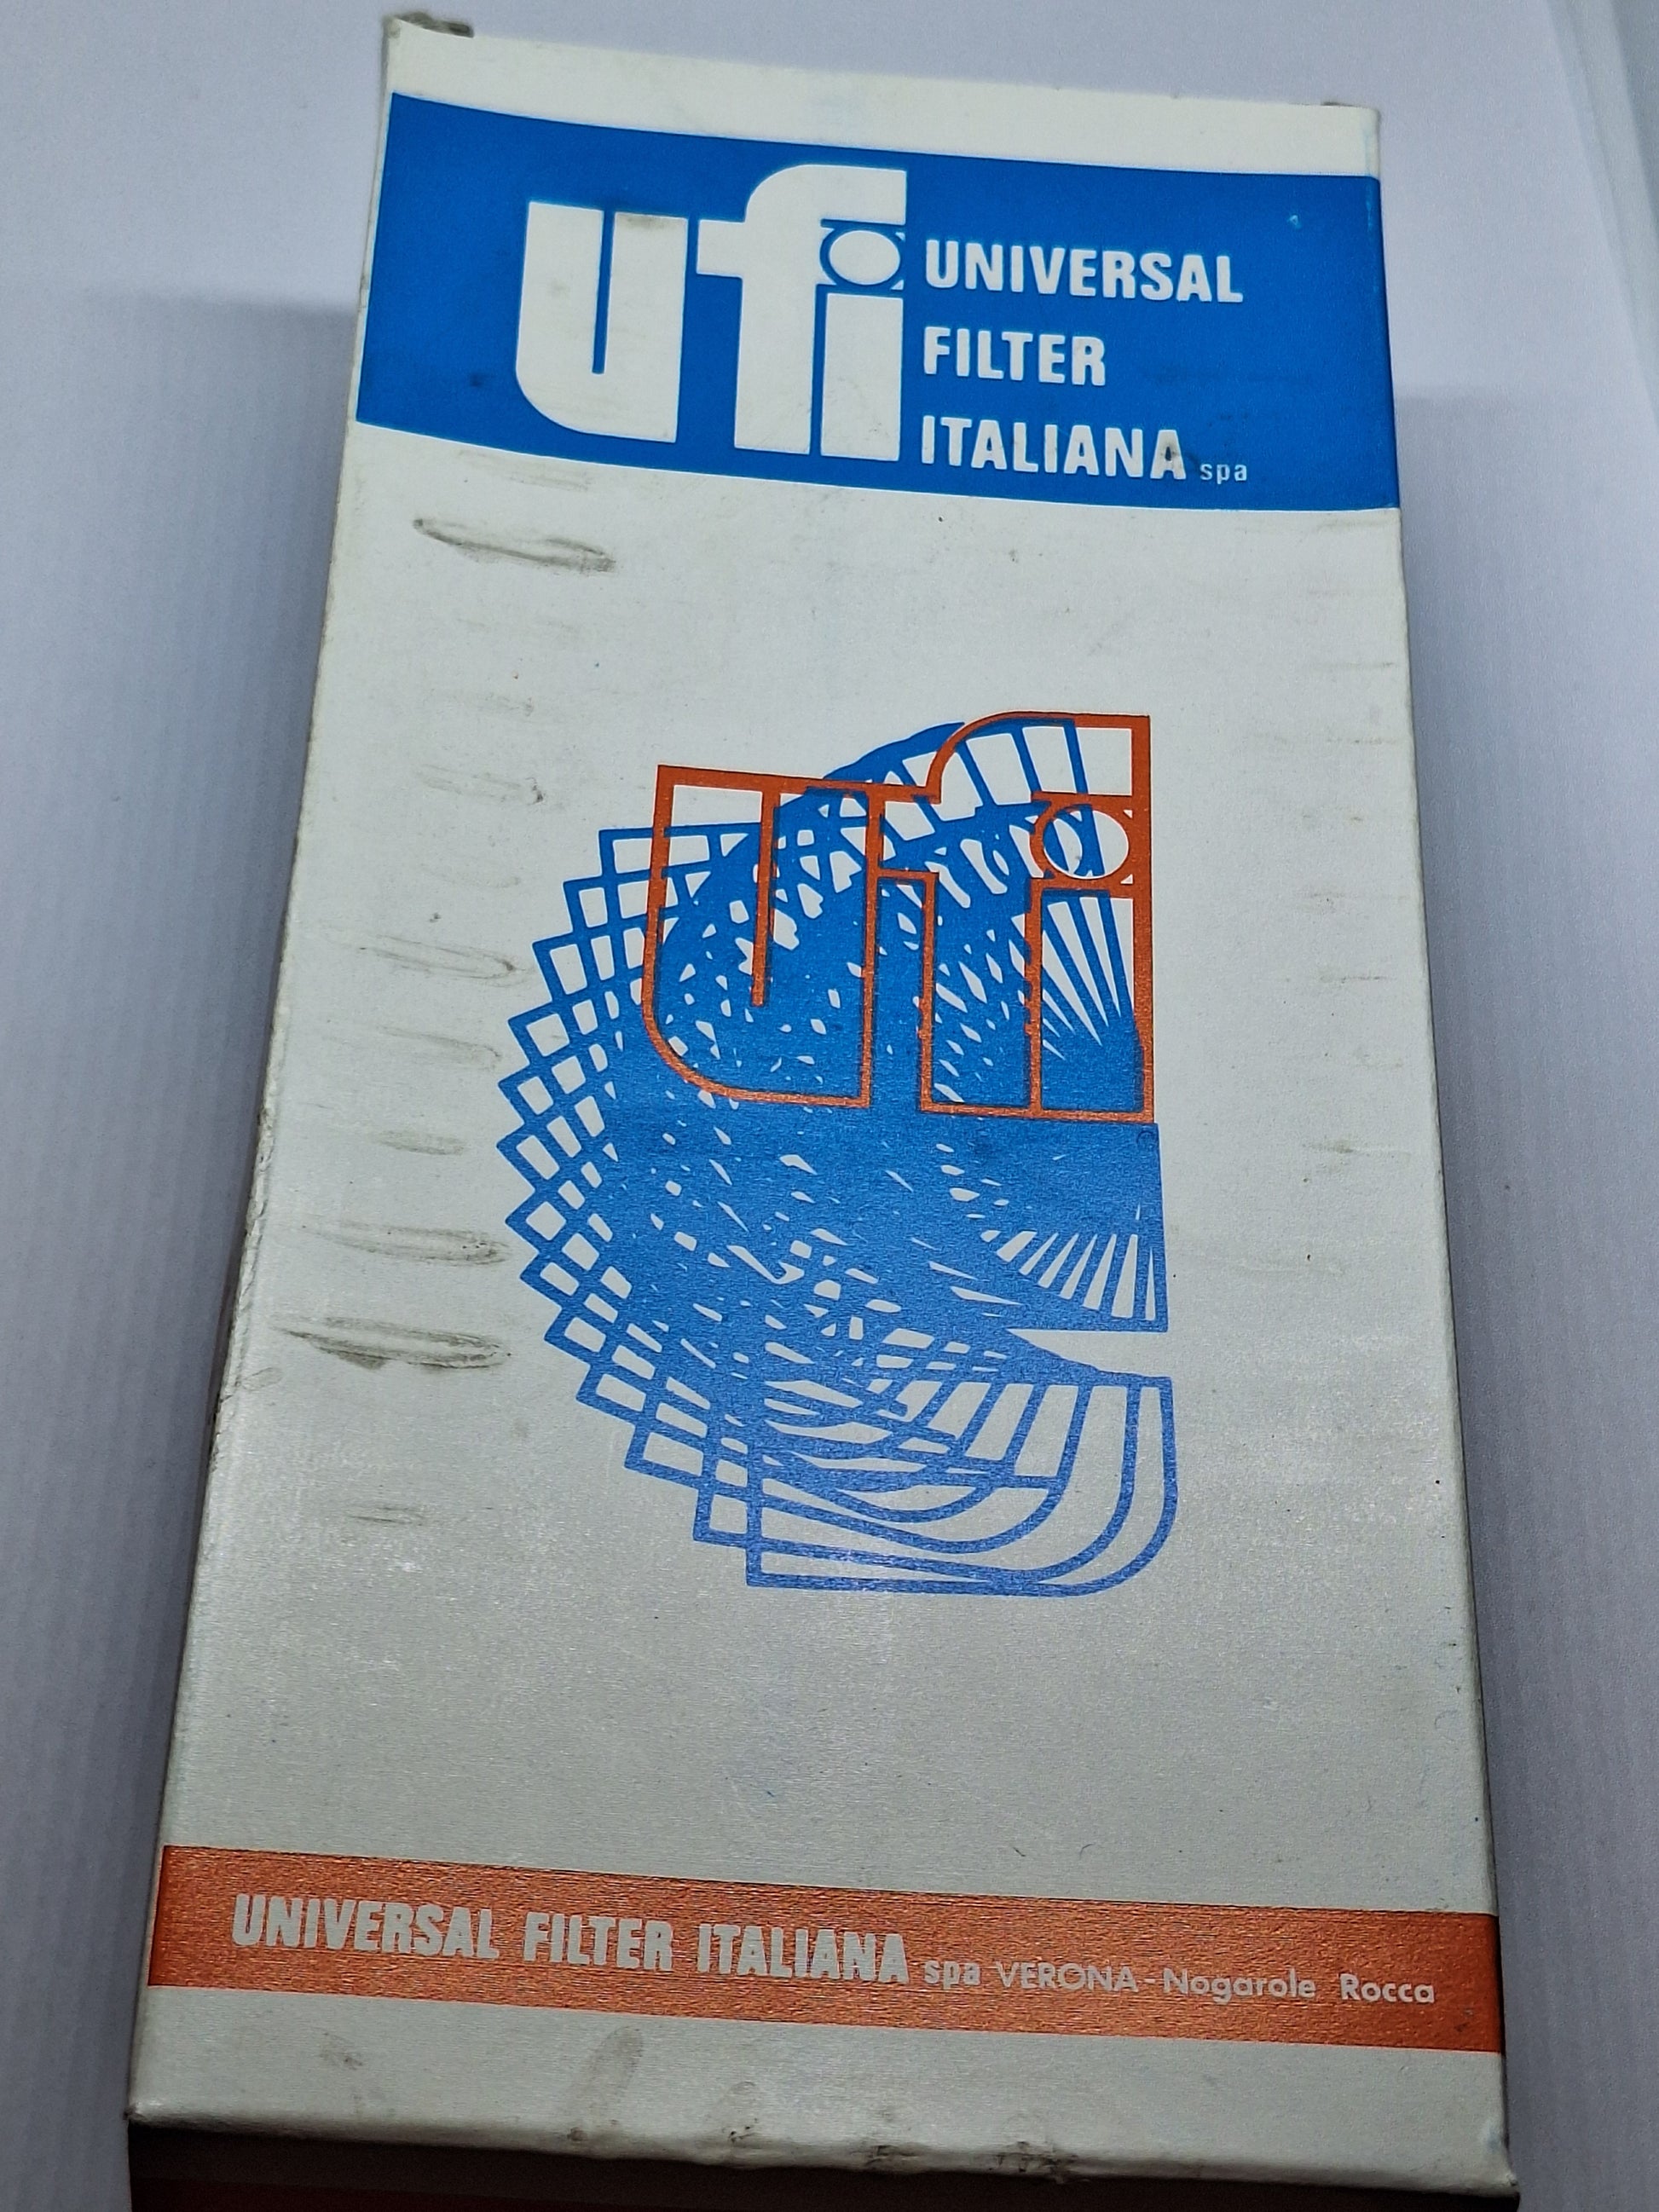 ufi
UNIVERSAL
FILTER
ITALIANA spa
ufi
UNIVERSAL FILTER ITALIANA spa VERONA - Nogarole Rocca